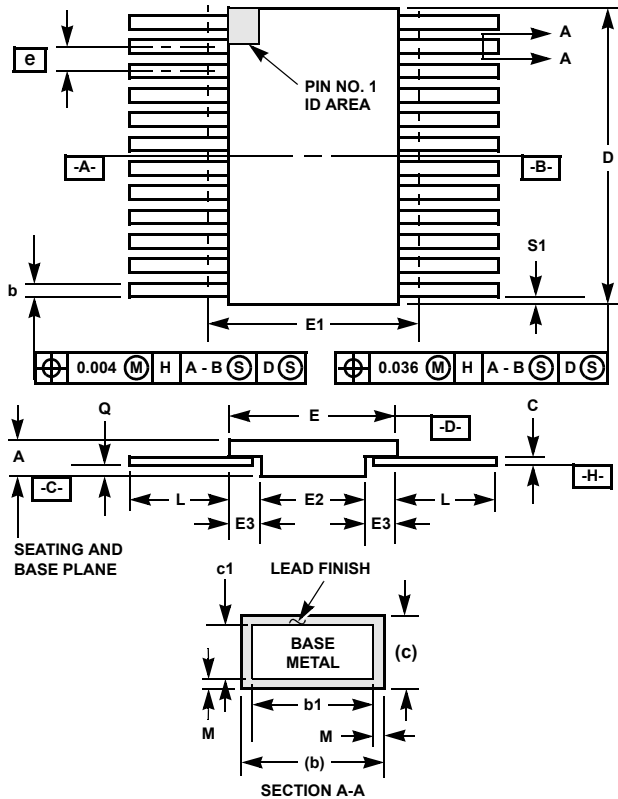 e
A
A
PIN NO. 1
ID AREA
-A-
-B-
D
S1
b
E1
0.004 M H A - B S D S
0.036 M H A - B S D S
Q
E
-D-
C
A
-C-
-H-
L
E2
L
E3
E3
SEATING AND
BASE PLANE
c1
LEAD FINISH
BASE
METAL
(c)
b1
M
M
(b)
SECTION A-A